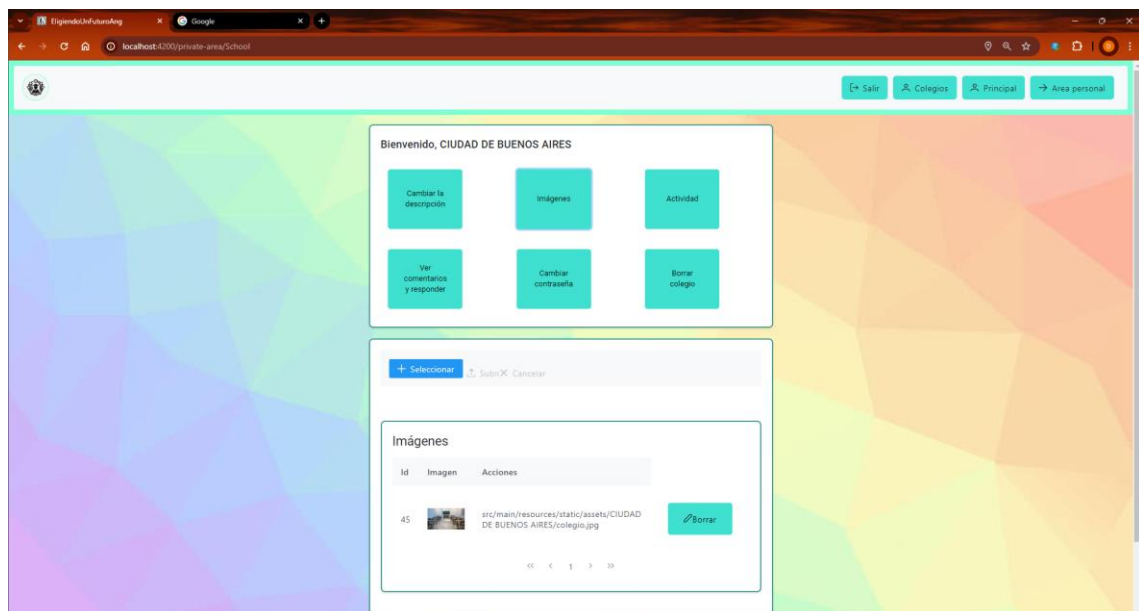 EligiendoUnFuturoAng
Google
localhost:4200/private-area/School
Salir
Colegios
Principal
Area personal
Bienvenido, CIUDAD DE BUENOS AIRES
Cambiar la
descripción
Imágenes
Actividad
Ver
comentarios
y responder
Cambiar
contraseña
Borrar
colegio
Seleccionar
Subir
Cancelar
Imágenes
Id Imagen Acciones
45
src/main/resources/static/assets/CIUDAD
DE BUENOS AIRES/colegio.jpg
Borrar
1